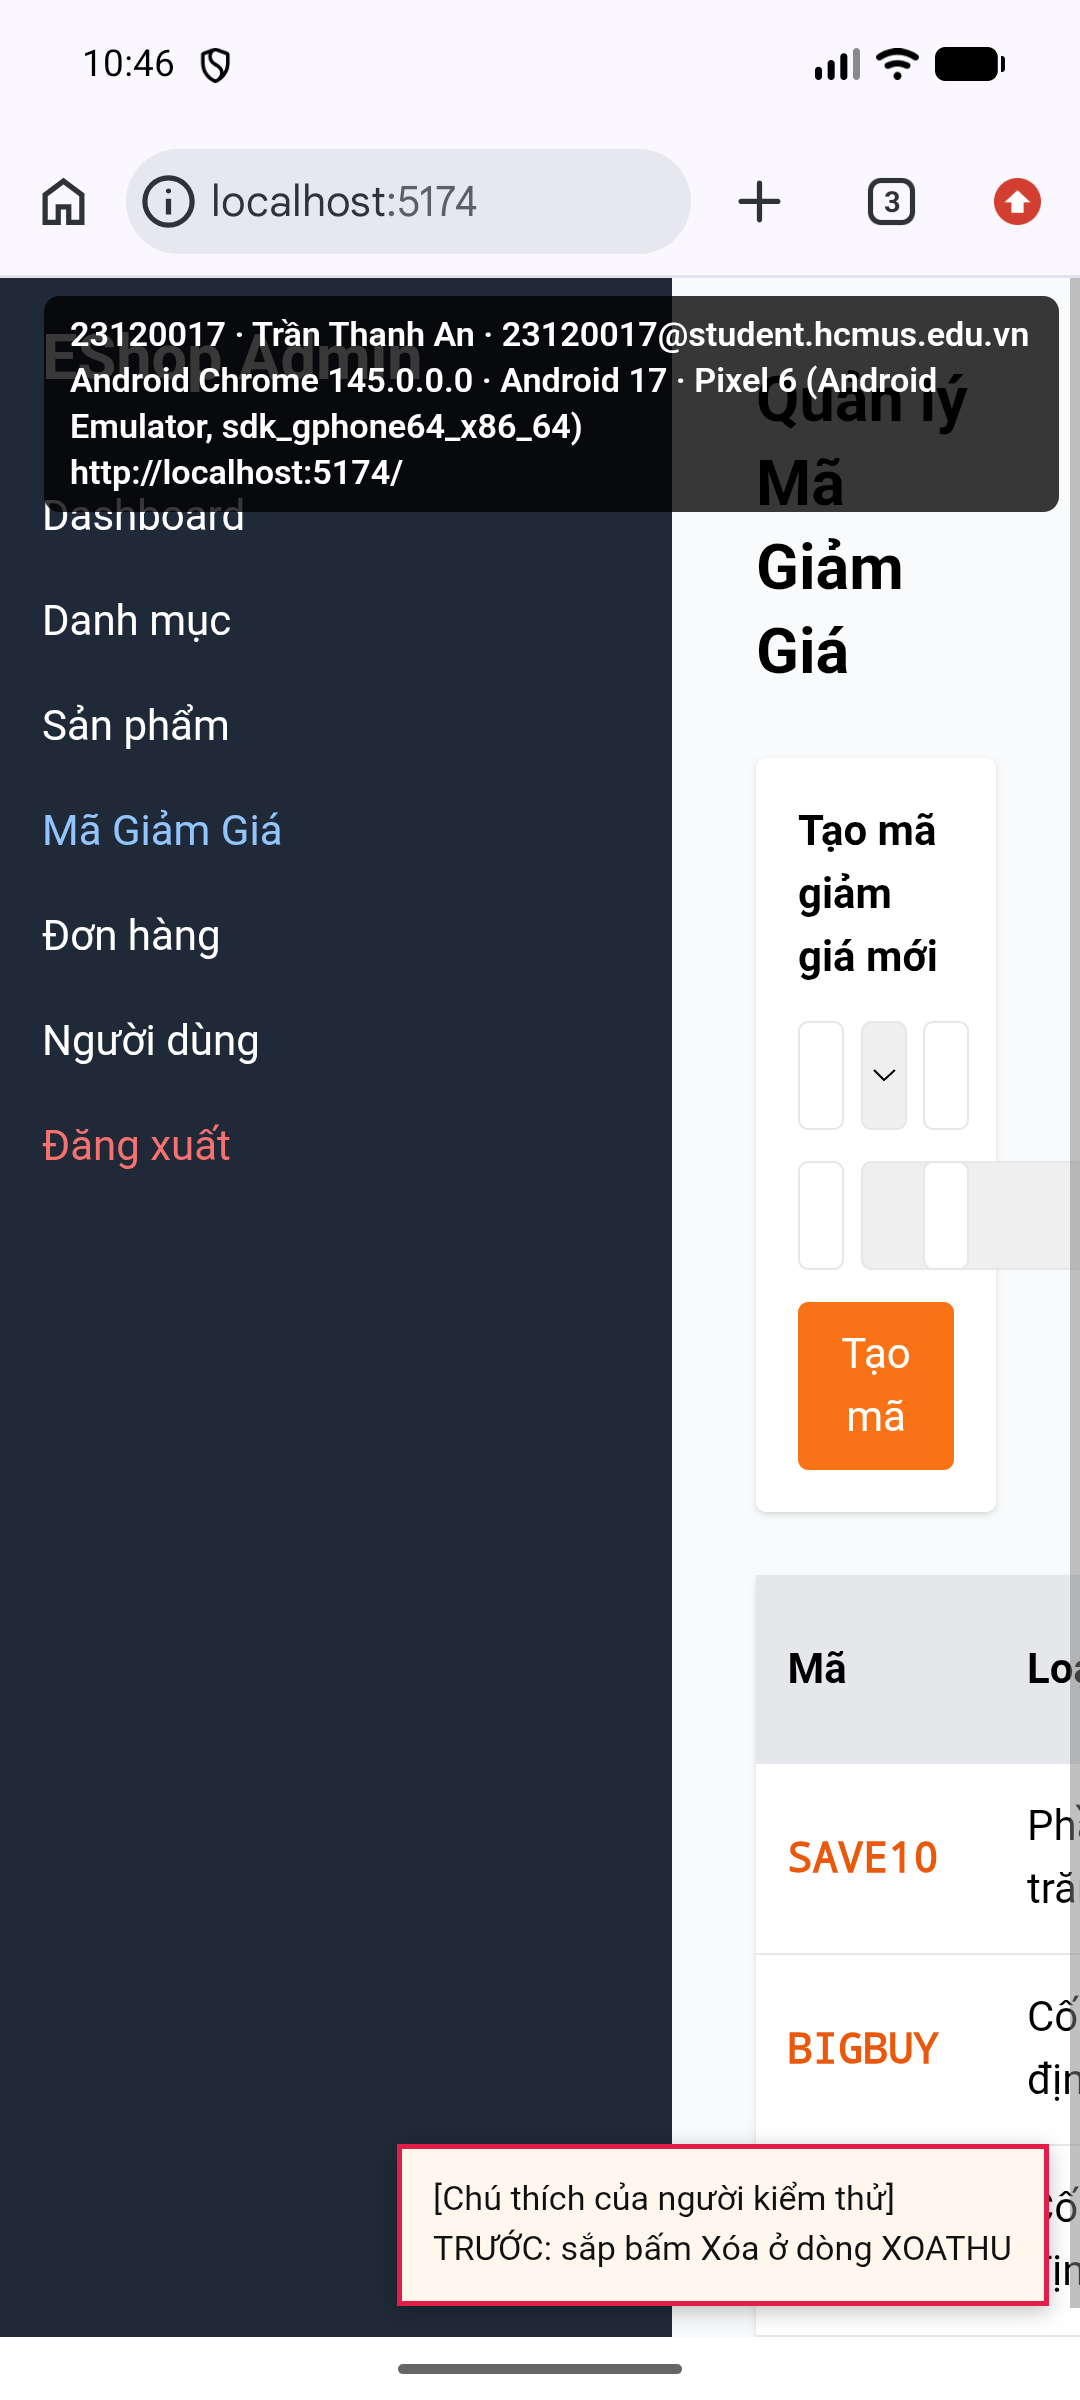 10:46
localhost:5174
3
EShop Admin
23120017 · Trần Thanh An · 23120017@student.hcmus.edu.vn
Android Chrome 145.0.0.0 · Android 17 · Pixel 6 (Android
Emulator, sdk_gphone64_x86_64)
http://localhost:5174/
Dashboard
Danh mục
Sản phẩm
Mã Giảm Giá
Đơn hàng
Người dùng
Đăng xuất
Quản lý
Mã
Giảm
Giá
Tạo mã
giảm
giá mới
Tạo
mã
Mã
SAVE10
BIGBUY
[Chú thích của người kiểm thử]
TRƯỚC: sắp bấm Xóa ở dòng XOATHU